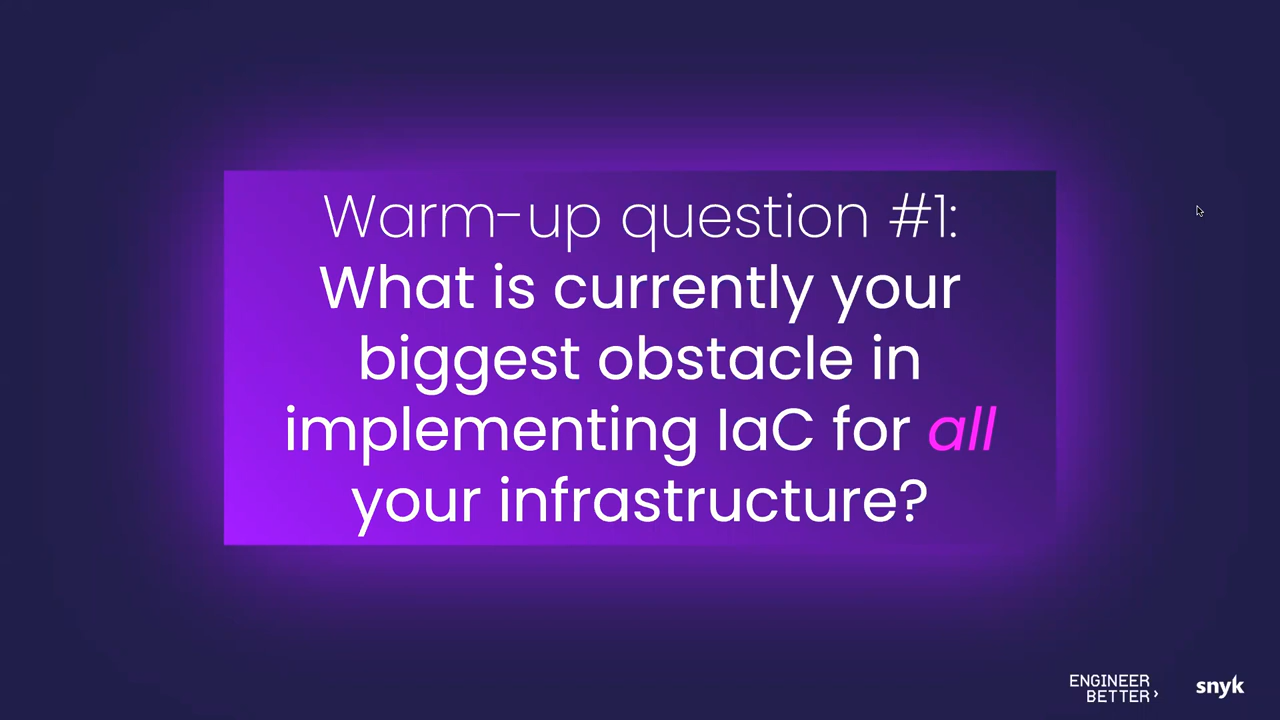 Warm-up question #1:
What is currently your
biggest obstacle in
implementing IaC for all
your infrastructure?
ENGINEER
BETTER›
snyk